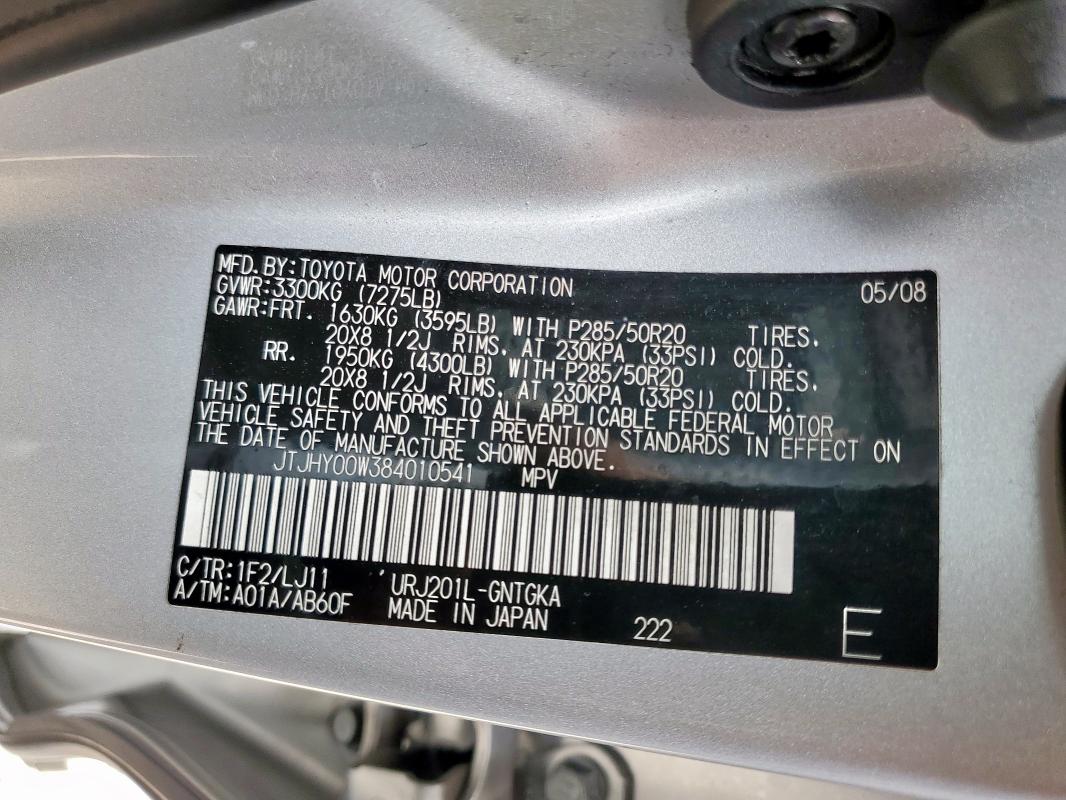 MFD. BY: TOYOTA MOTOR CORPORATION 05/08
GVWR: 3300KG (7275LB)
GAWR: FRT. 1630KG (3595LB) WITH P285/50R20 TIRES.
20X8 1/2J RIMS, AT 230KPA (33PSI) COLD.
RR. 1950KG (4300LB) WITH P285/50R20 TIRES,
20X8 1/2J RIMS, AT 230KPA (33PSI) COLD.
THIS VEHICLE CONFORMS TO ALL APPLICABLE FEDERAL MOTOR
VEHICLE SAFETY AND THEFT PREVENTION STANDARDS IN EFFECT ON
THE DATE OF MANUFACTURE SHOWN ABOVE.
JTJHY00W384010541 MPV
C/TR: 1F2/LJ11 URJ201L-GNTGKA
A/TM: A01A/AB60F MADE IN JAPAN 222 E